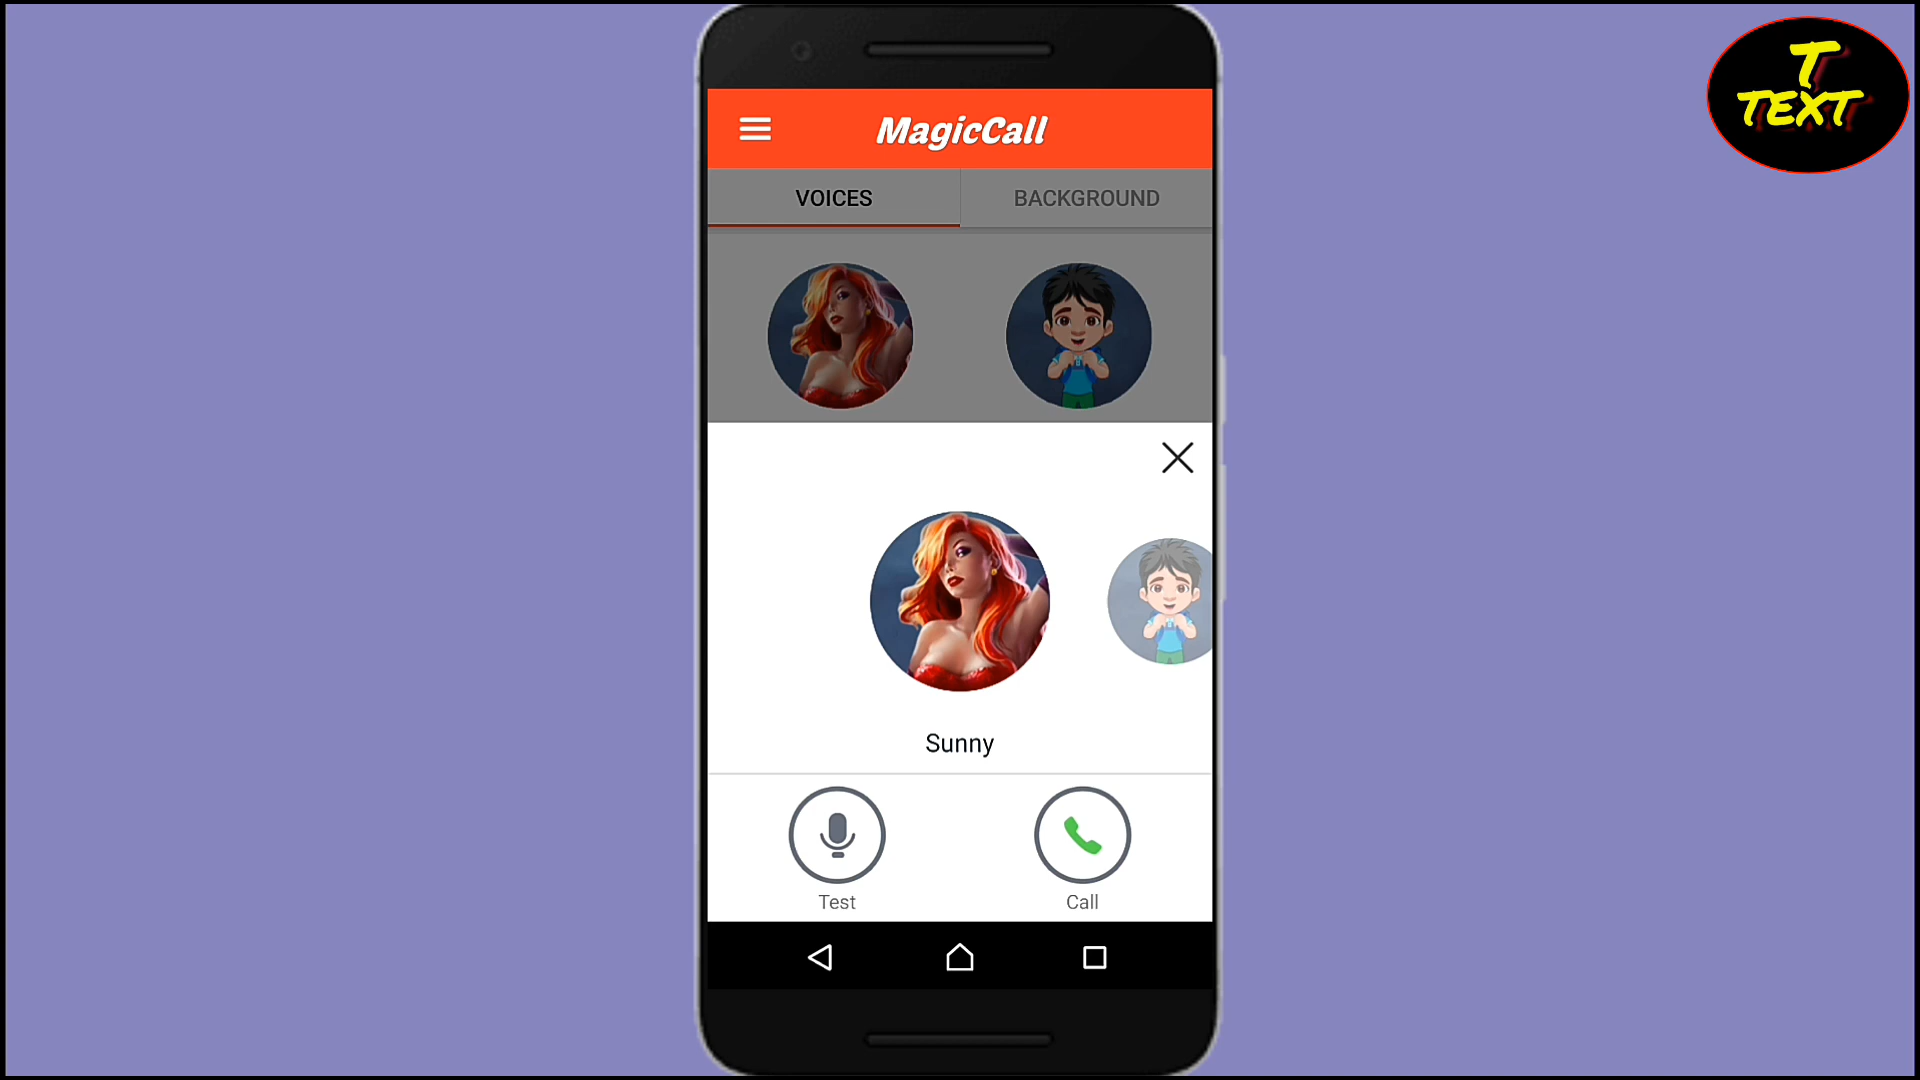 T
TEXT
MagicCall
VOICES
BACKGROUND
Sunny
Test
Call